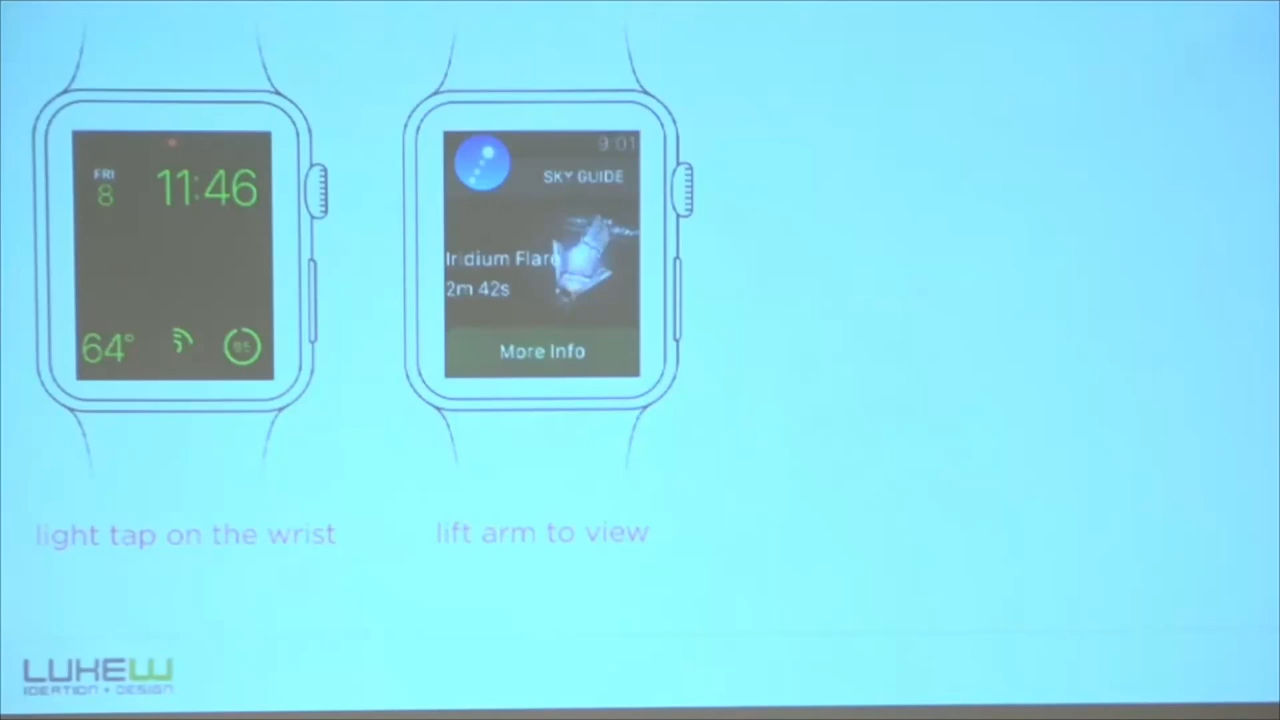 FRI
8
11:46
64°
85
9:01
SKY GUIDE
Iridium Flare
2m 42s
More Info
light tap on the wrist
lift arm to view
LUKEW
IDEATION + DESIGN